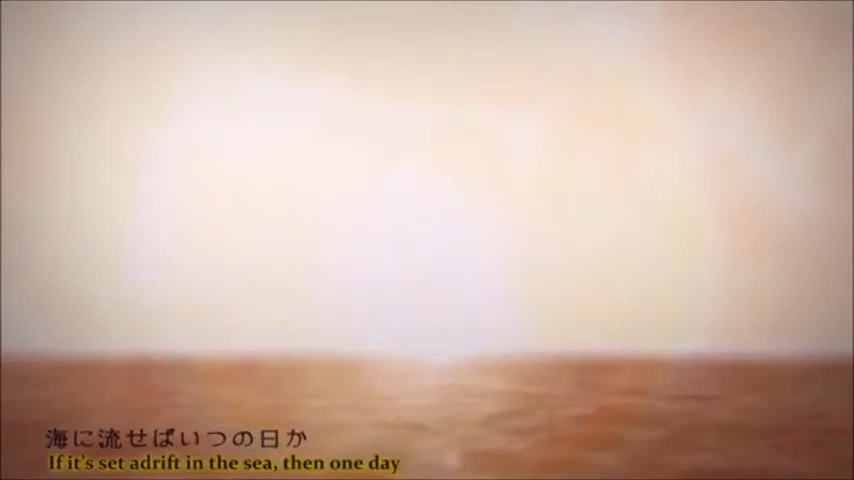 海に流せばいつの日か
If it's set adrift in the sea, then one day